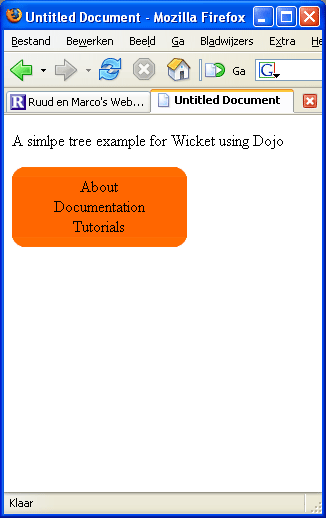 Untitled Document - Mozilla Firefox
Bestand Bewerken Beeld Ga Bladwijzers Extra He
Ga G
R Ruud en Marco's Web... Untitled Document
A simlpe tree example for Wicket using Dojo
About
Documentation
Tutorials
Klaar